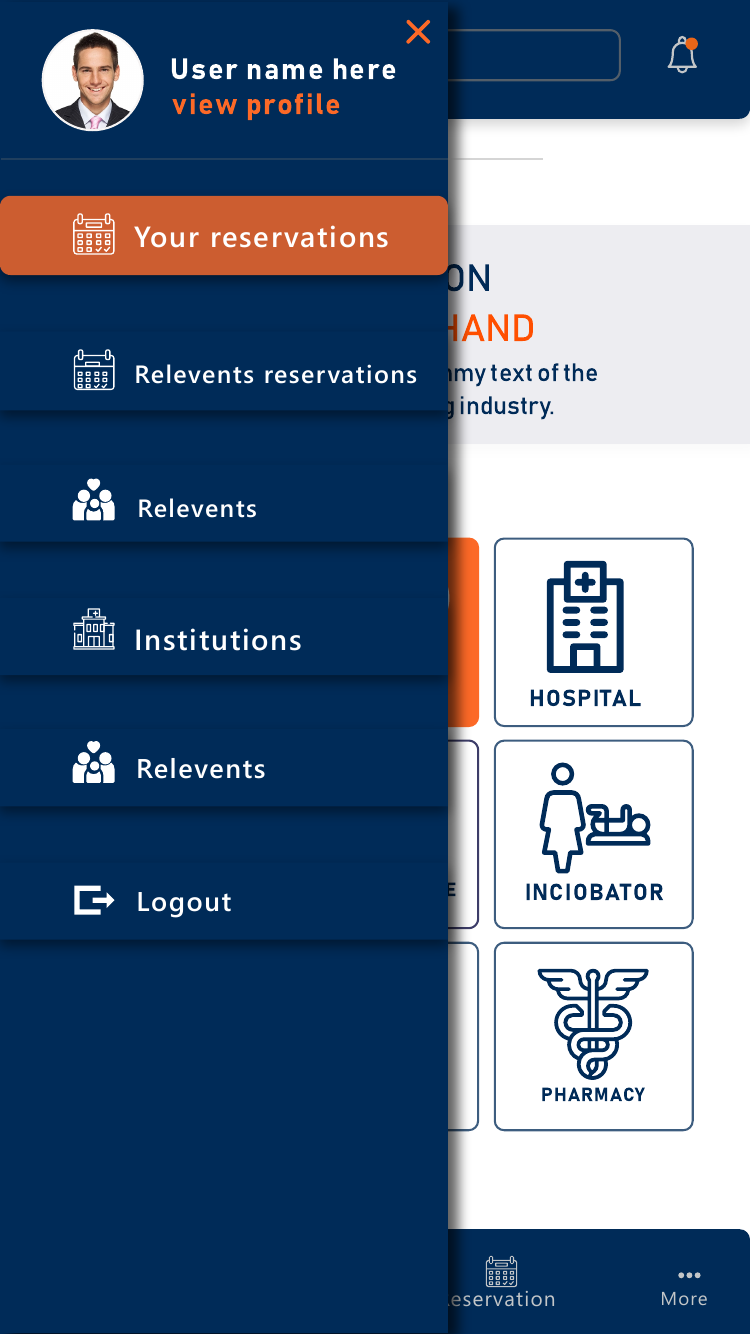 User name here
view profile
Your reservations
Relevents reservations
Relevents
Institutions
Relevents
Logout
ON
HAND
my text of the
industry.
HOSPITAL
E
INCIOBATOR
PHARMACY
eservation
More